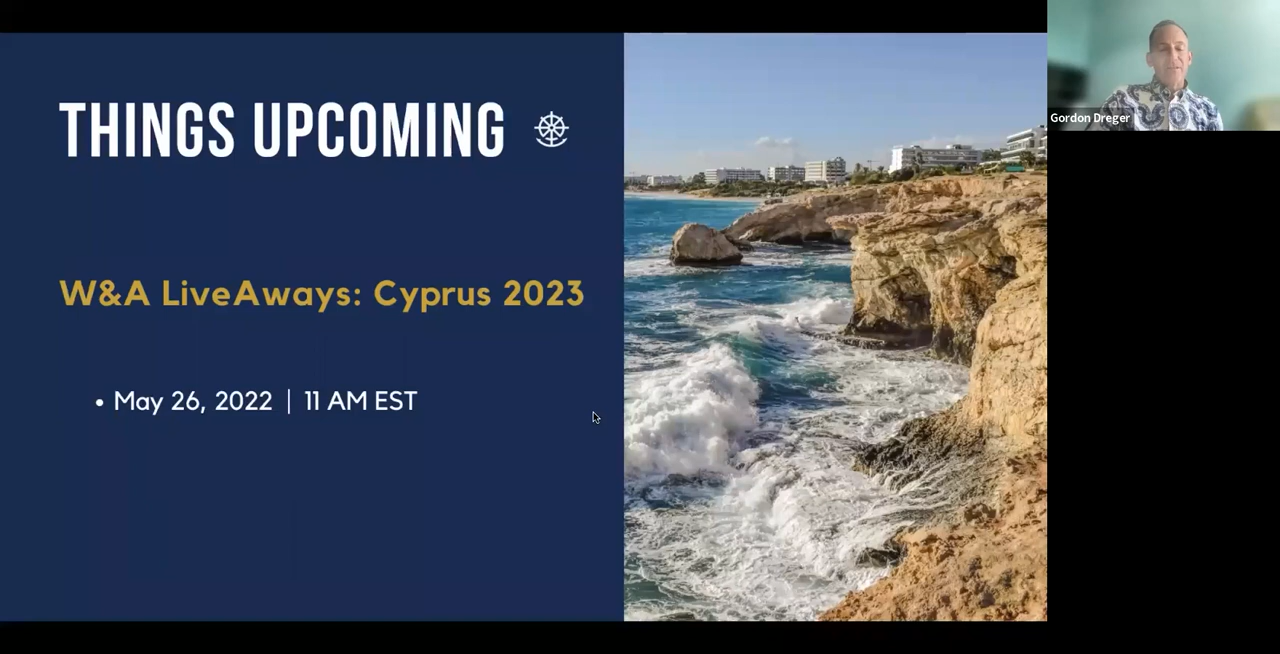 THINGS UPCOMING
W&A LiveAways: Cyprus 2023
• May 26, 2022 | 11 AM EST
Gordon Dreger